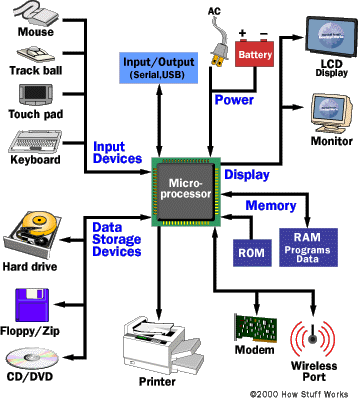 Mouse
Track ball
Touch pad
Keyboard
Input
Devices
Input/Output
(Serial,USB)
AC
+ −
Battery
Power
LCD
Display
Monitor
Display
Micro-
processor
Memory
ROM
RAM
Programs
Data
Data
Storage
Devices
Hard drive
Floppy/Zip
CD/DVD
Printer
Modem
Wireless
Port
©2000 How Stuff Works